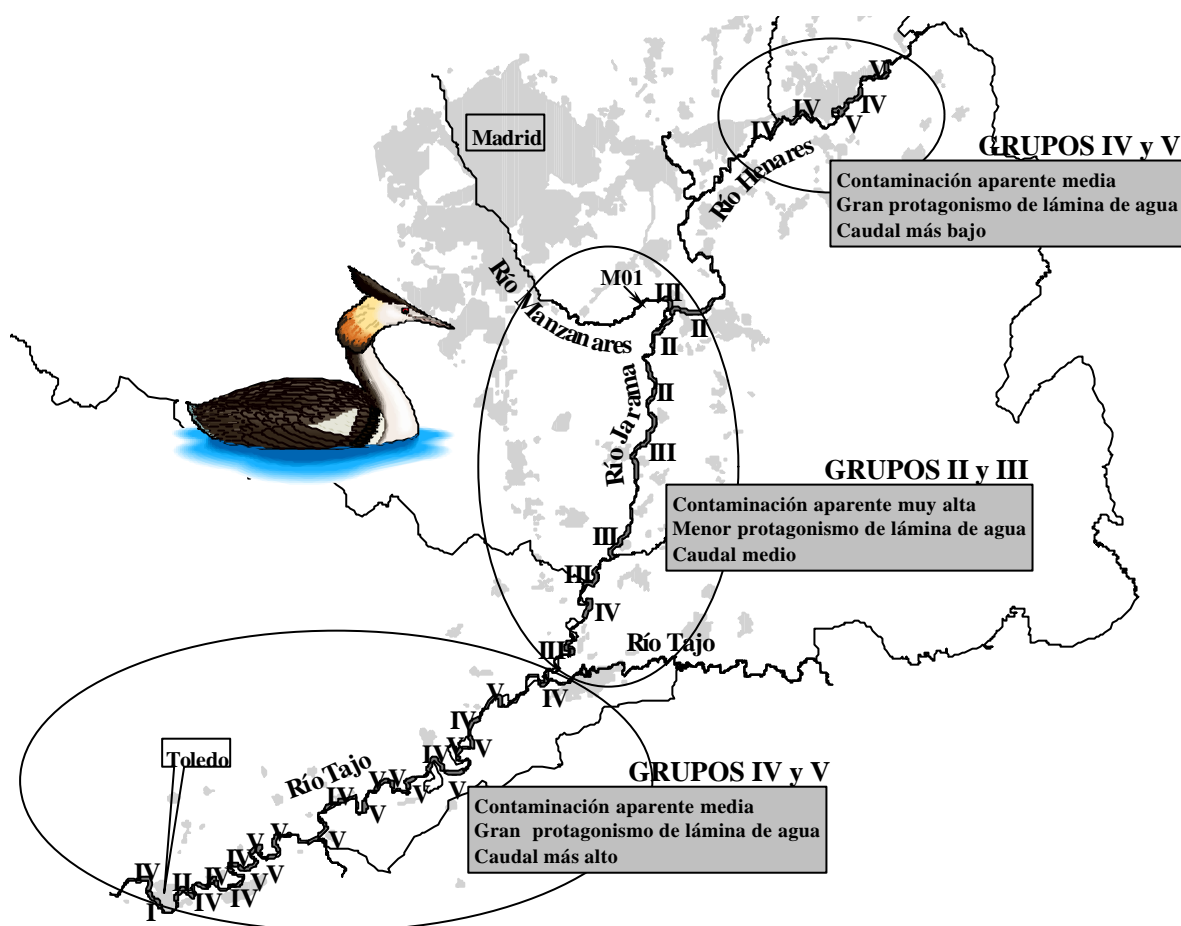 Madrid
V
IV
IV
IV
V
GRUPOS IV y V
Río Henares
Contaminación aparente media
Gran protagonismo de lámina de agua
Caudal más bajo
Río Manzanares
M01
III
II
II
Río Jarama
II
III
GRUPOS II y III
Contaminación aparente muy alta
Menor protagonismo de lámina de agua
Caudal medio
III
III
IV
III
Río Tajo
IV
V
IV
V
V
IV
Toledo
Río Tajo
V
V
V
V
IV
V
GRUPOS IV y V
Contaminación aparente media
Gran  protagonismo de lámina de agua
Caudal más alto
V
V
V
IV
V
IV
II
IV
V
IV
IV
I